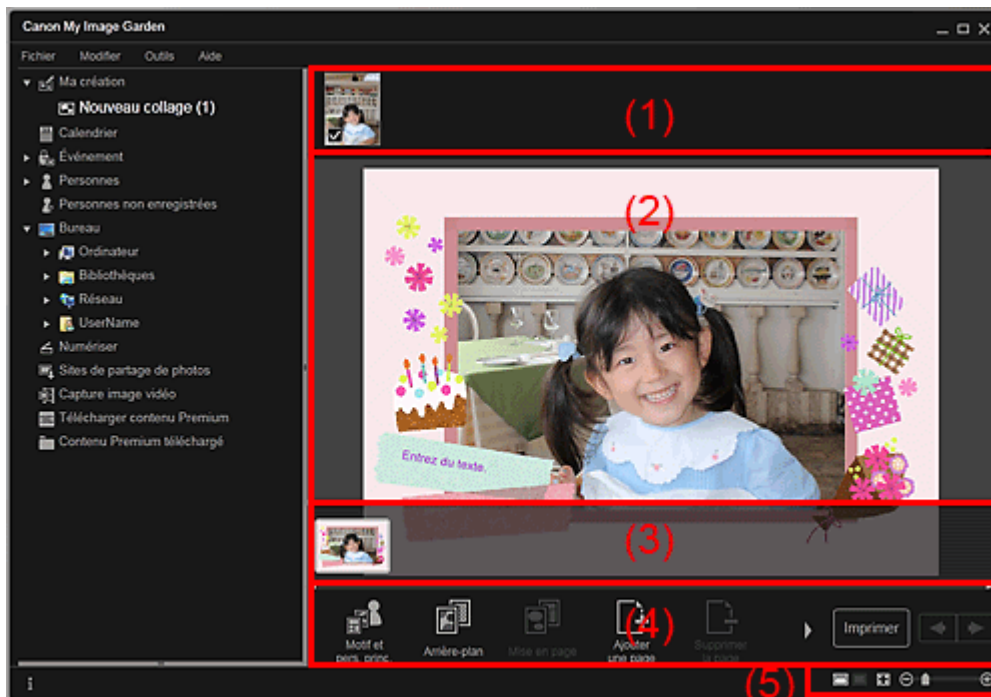 Canon My Image Garden
Fichier Modifier Outils Aide
Ma création
Nouveau collage (1)
Calendrier
Événement
Personnes
Personnes non enregistrées
Bureau
Ordinateur
Bibliothèques
Réseau
UserName
Numériser
Sites de partage de photos
Capture image vidéo
Télécharger contenu Premium
Contenu Premium téléchargé
(1)
(2)
Entrez du texte.
(3)
(4)
Motif et
pers. princ.
Arrière-plan
Mise en page
Ajouter
une page
Supprimer
la page
Imprimer
(5)